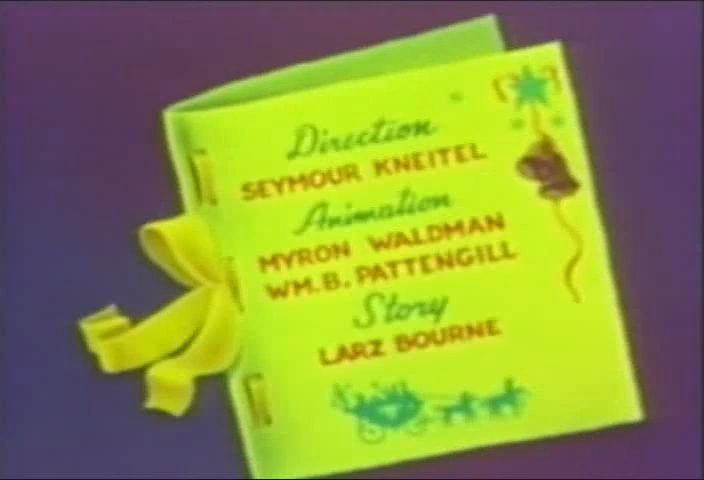 Direction
SEYMOUR KNEITEL
Animation
MYRON WALDMAN
WM. B. PATTENGILL
Story
LARZ BOURNE